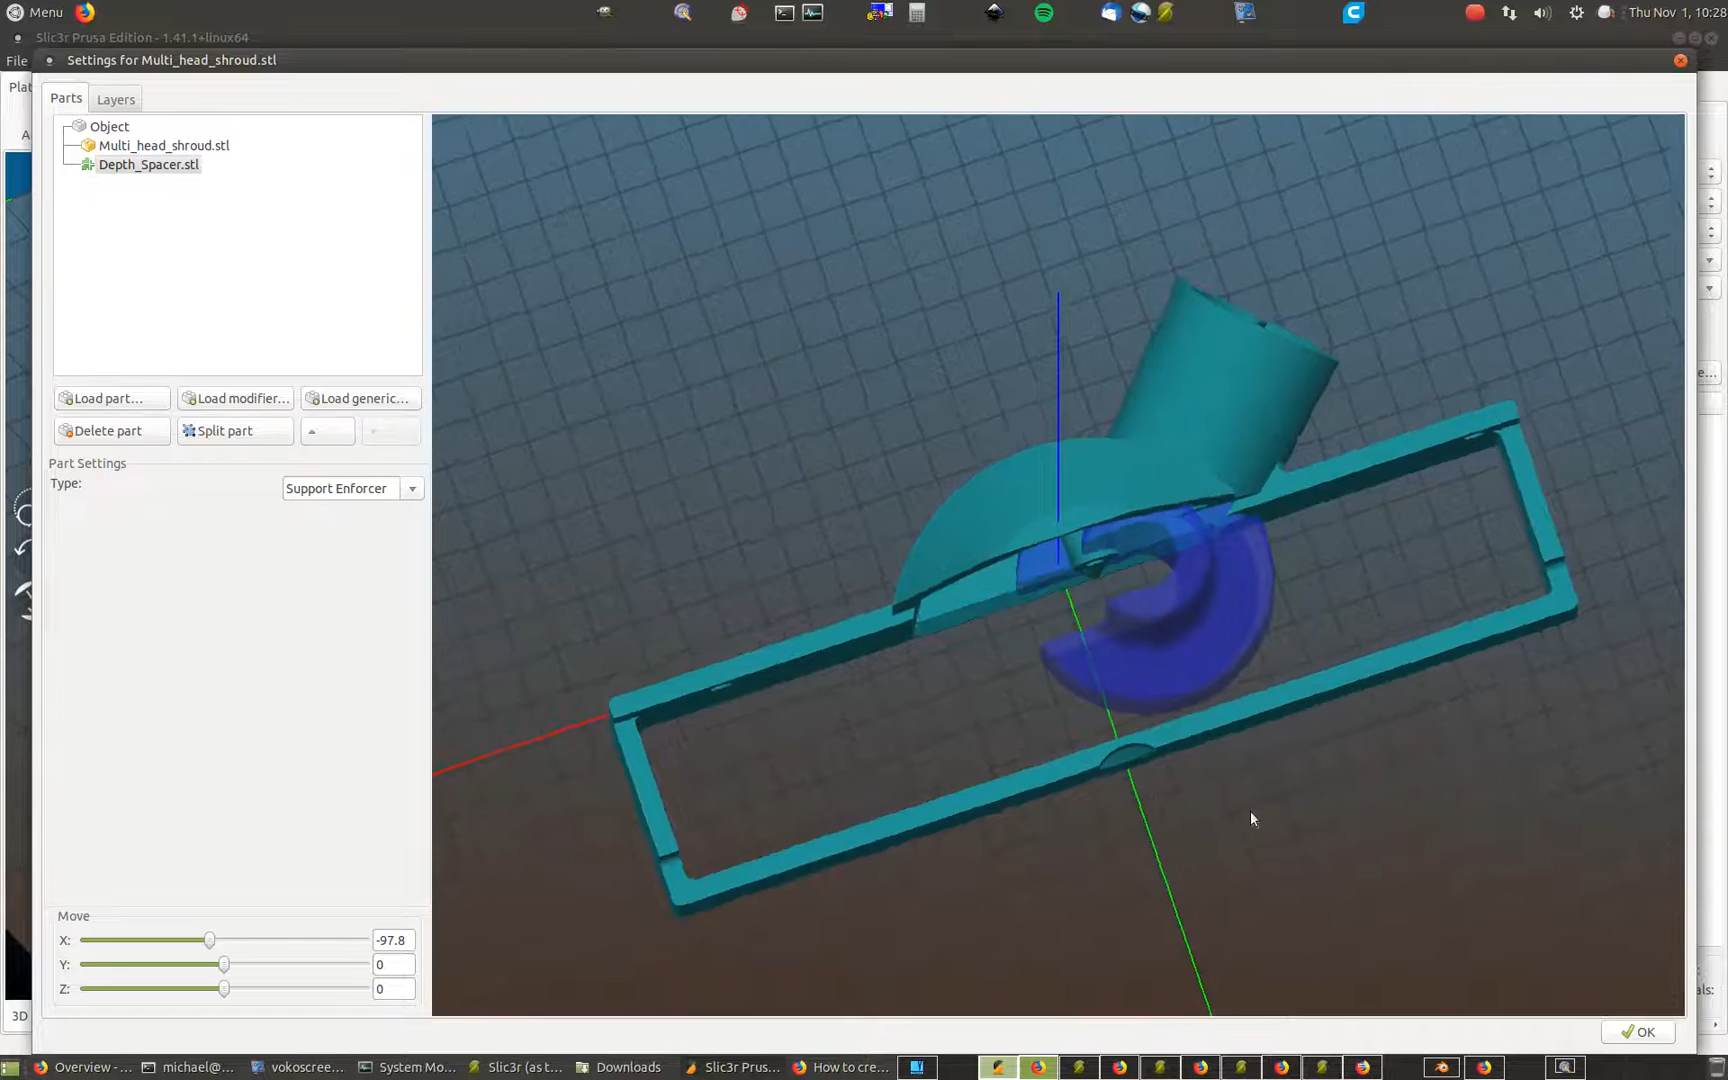 Menu
Thu Nov 1, 10:28
Slic3r Prusa Edition - 1.41.1+linux64
File
Settings for Multi_head_shroud.stl
Plat
Parts
Layers
Object
Multi_head_shroud.stl
Depth_Spacer.stl
Load part...
Load modifier...
Load generic...
Delete part
Split part
Part Settings
Type:
Support Enforcer
Move
X:
-97.8
Y:
0
Z:
0
3D
als:
OK
Overview - ...
michael@...
vokoscree...
System Mo...
Slic3r (as t...
Downloads
Slic3r Prus...
How to cre...